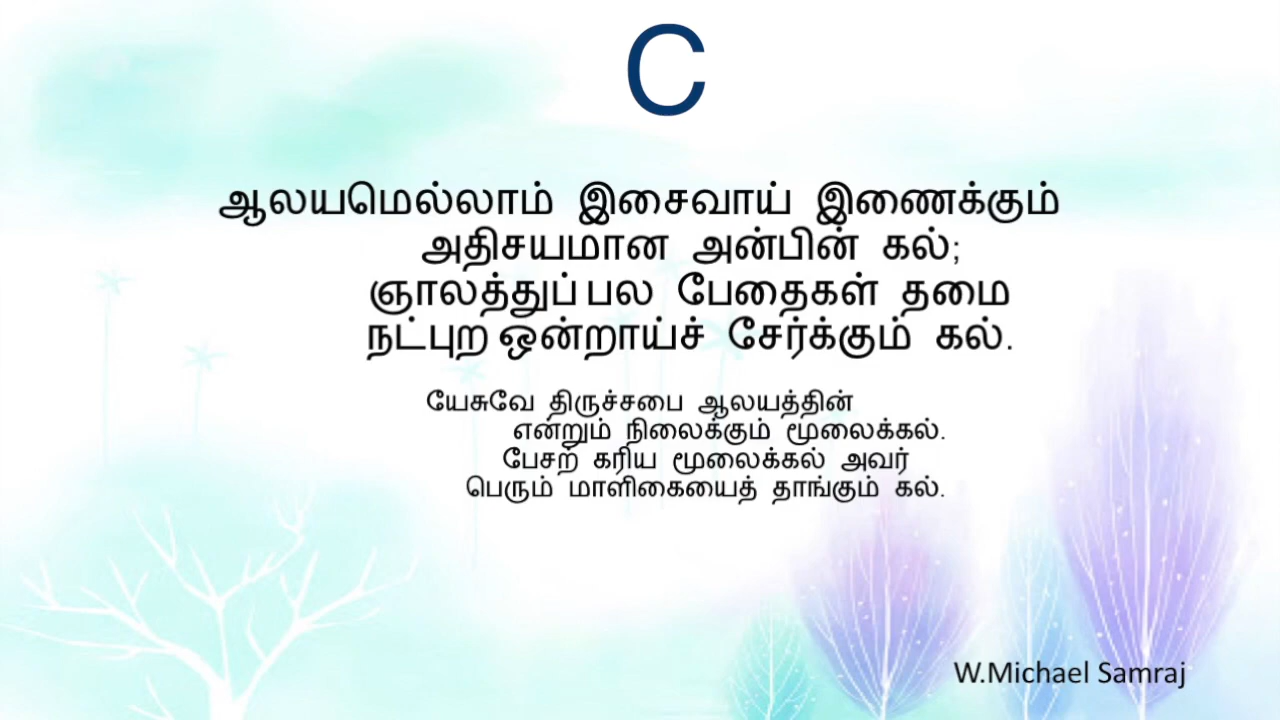 C
ஆலயமெல்லாம் இசைவாய் இணைக்கும்
அதிசயமான அன்பின் கல்;
ஞாலத்துப் பல பேதைகள் தமை
நட்புற ஒன்றாய்ச் சேர்க்கும் கல்.
யேசுவே திருச்சபை ஆலயத்தின்
என்றும் நிலைக்கும் மூலைக்கல்.
பேசற் கரிய மூலைக்கல் அவர்
பெரும் மாளிகையைத் தாங்கும் கல்.
W.Michael Samraj